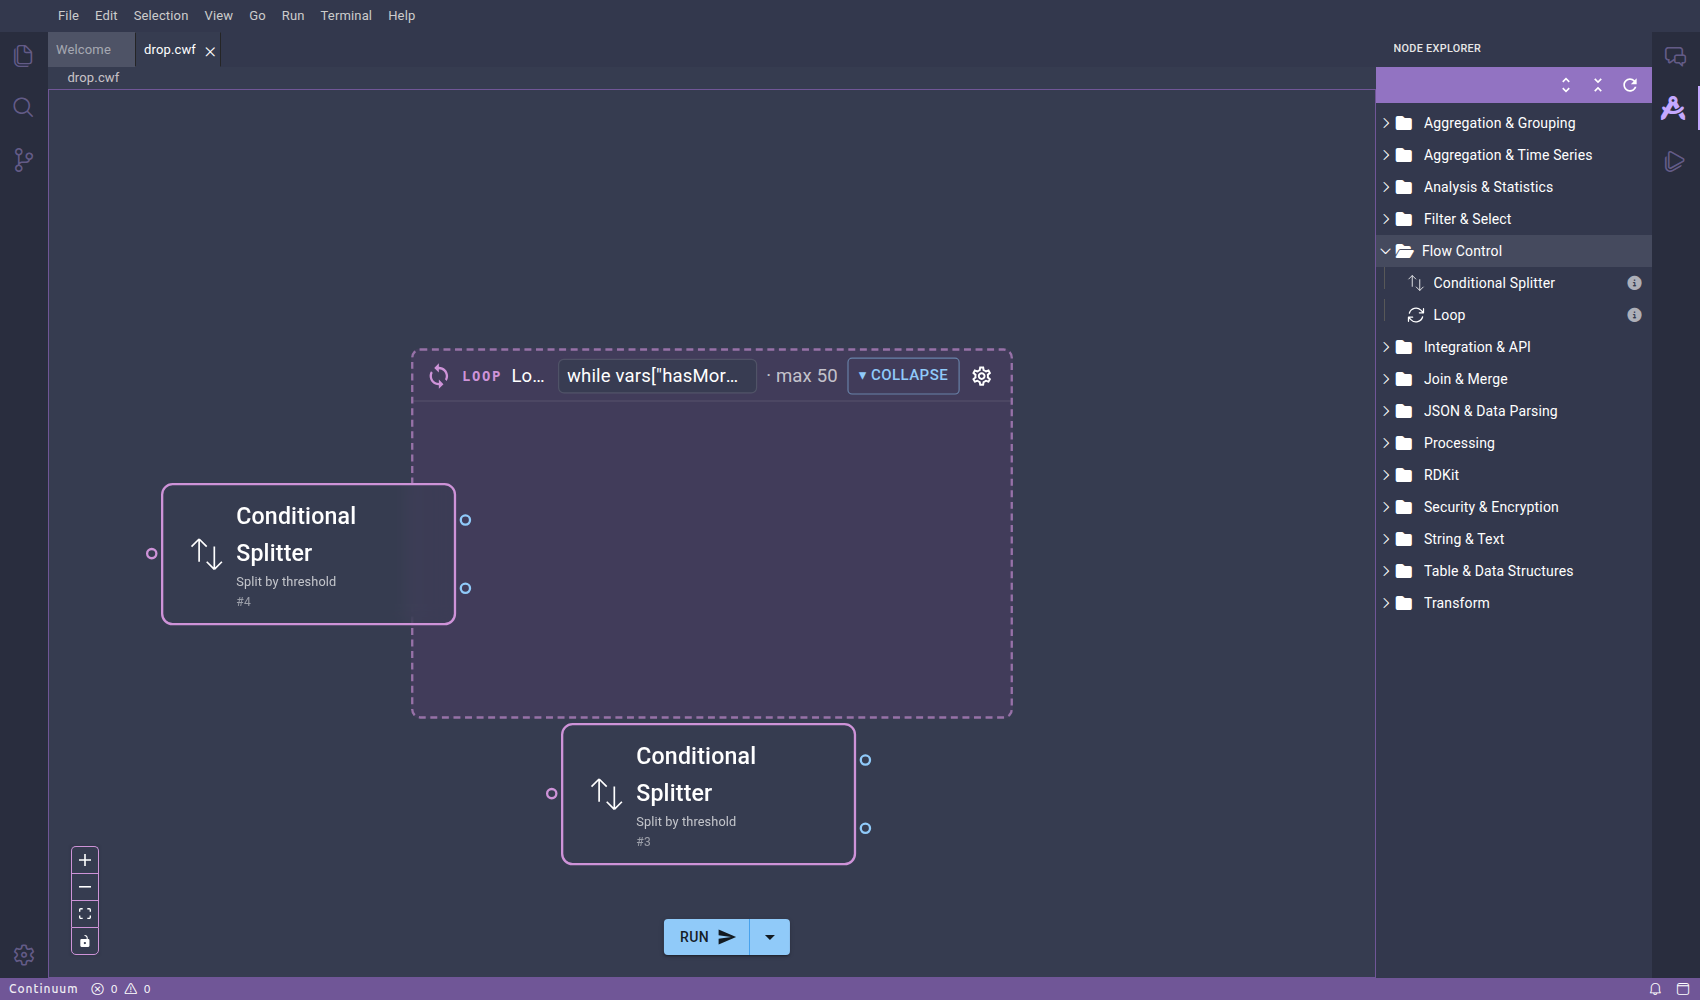 File Edit Selection View Go Run Terminal Help
Welcome drop.cwf
drop.cwf
NODE EXPLORER
Aggregation & Grouping
Aggregation & Time Series
Analysis & Statistics
Filter & Select
Flow Control
Conditional Splitter
Loop
Integration & API
Join & Merge
JSON & Data Parsing
Processing
RDKit
Security & Encryption
String & Text
Table & Data Structures
Transform
LOOP Lo... while vars["hasMor... · max 50 ▾ COLLAPSE
Conditional
Splitter
Split by threshold
#4
Conditional
Splitter
Split by threshold
#3
RUN
Continuum 0 0